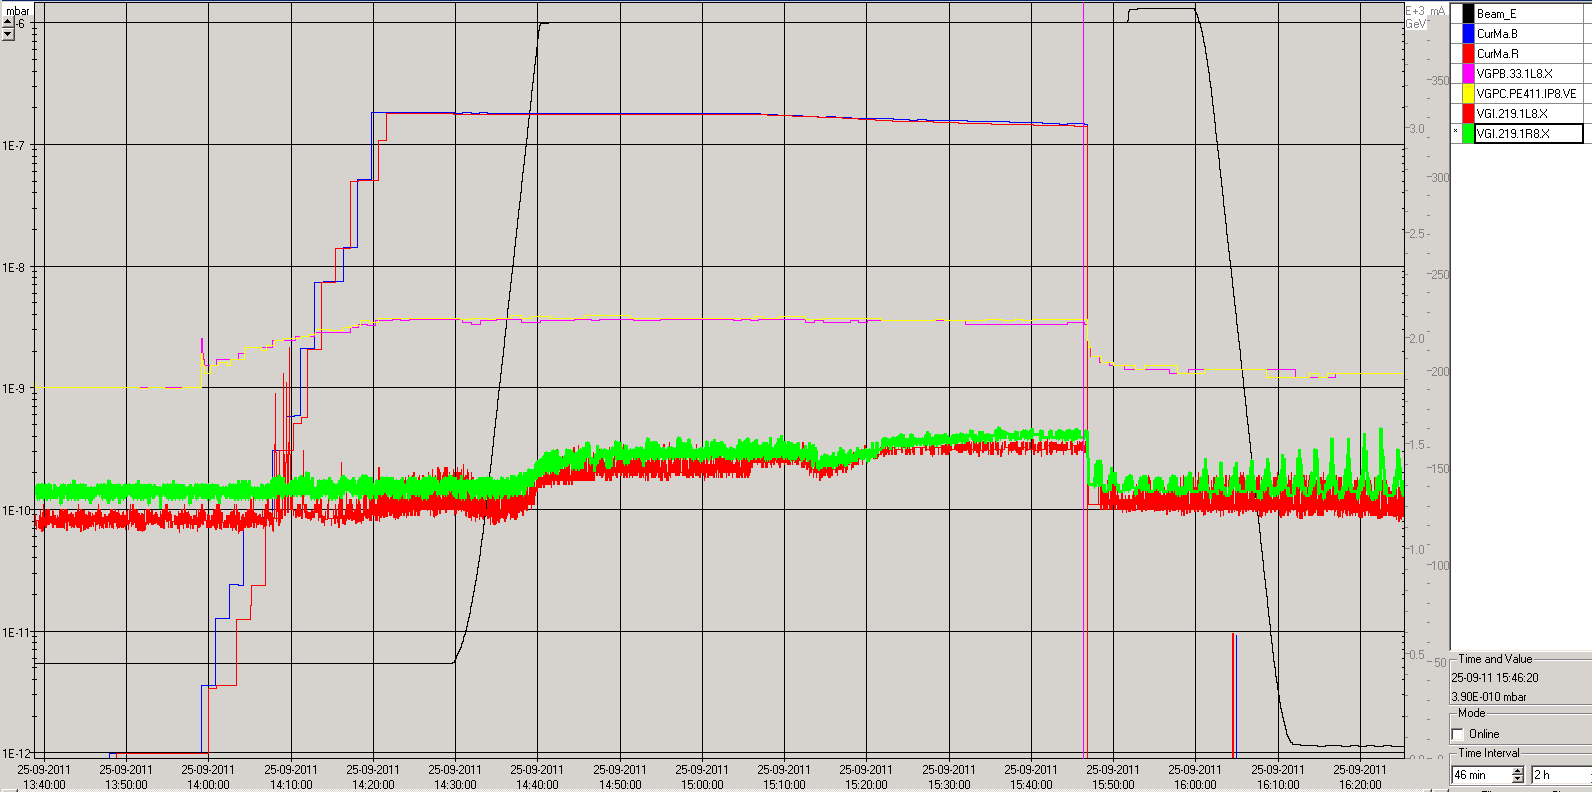 mbar
E-6
1E-7
1E-8
1E-9
1E-10
1E-11
1E-12
E+3 mA
GeV
350
3.0
300
2.5
250
2.0
200
1.5
150
1.0
100
0.5
50
25-09-2011 25-09-2011 25-09-2011 25-09-2011 25-09-2011 25-09-2011 25-09-2011 25-09-2011 25-09-2011 25-09-2011 25-09-2011 25-09-2011 25-09-2011 25-09-2011 25-09-2011 25-09-2011 25-09-2011
13:40:00 13:50:00 14:00:00 14:10:00 14:20:00 14:30:00 14:40:00 14:50:00 15:00:00 15:10:00 15:20:00 15:30:00 15:40:00 15:50:00 16:00:00 16:10:00 16:20:00
Beam_E
CurMa.B
CurMa.R
VGPB.33.1L8.X
VGPC.PE411.IP8.VE
VGI.219.1L8.X
* VGI.219.1R8.X
Time and Value
25-09-11 15:46:20
3.90E-010 mbar
Mode
Online
Time Interval
46 min 2 h